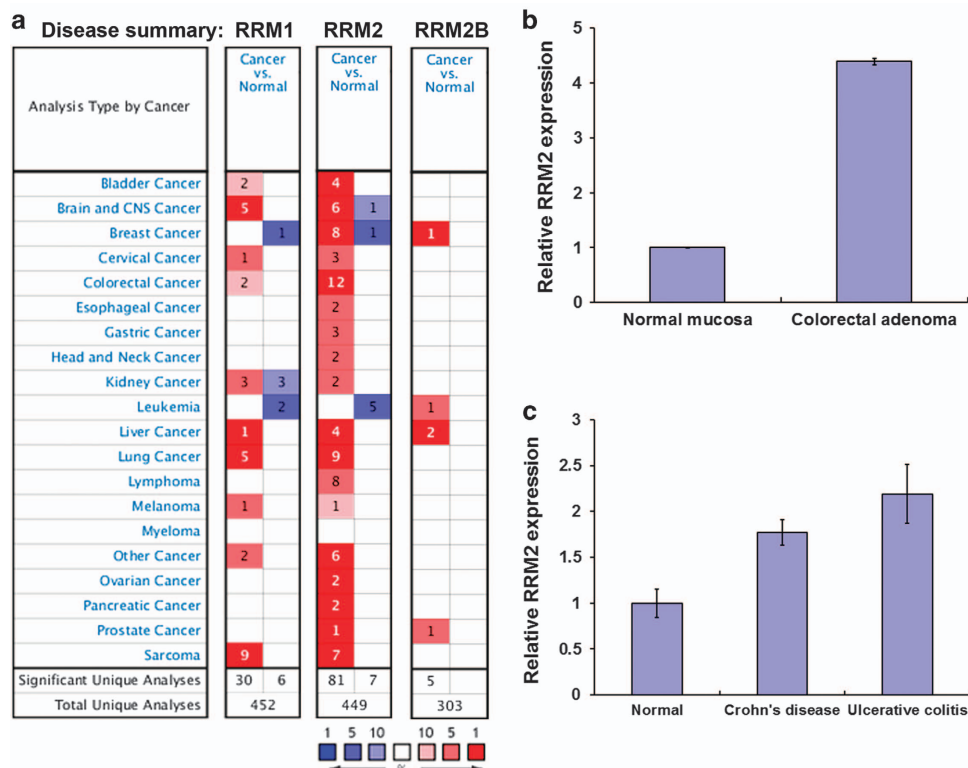 a
Disease summary: RRM1 RRM2 RRM2B
Analysis Type by Cancer
Cancer vs. Normal
Cancer vs. Normal
Cancer vs. Normal
Bladder Cancer 2 4
Brain and CNS Cancer 5 6 1
Breast Cancer 1 8 1 1
Cervical Cancer 1 3
Colorectal Cancer 2 12
Esophageal Cancer 2
Gastric Cancer 3
Head and Neck Cancer 2
Kidney Cancer 3 3 2
Leukemia 2 5 1
Liver Cancer 1 4 2
Lung Cancer 5 9
Lymphoma 8
Melanoma 1 1
Myeloma
Other Cancer 2 6
Ovarian Cancer 2
Pancreatic Cancer 2
Prostate Cancer 1 1
Sarcoma 9 7
Significant Unique Analyses 30 6 81 7 5
Total Unique Analyses 452 449 303
1 5 10 10 5 1
%
b
Relative RRM2 expression
5
4
3
2
1
0
Normal mucosa Colorectal adenoma
c
Relative RRM2 expression
3
2.5
2
1.5
1
0.5
0
Normal Crohn's disease Ulcerative colitis